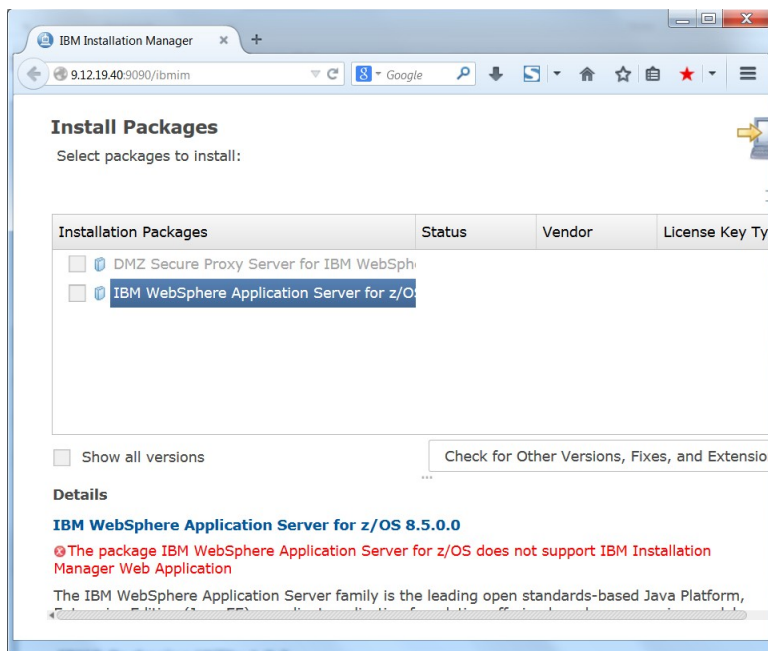 IBM Installation Manager × +
9.12.19.40:9090/ibmim
8 Google
Install Packages
Select packages to install:
Installation Packages Status Vendor License Key Ty
DMZ Secure Proxy Server for IBM WebSph
IBM WebSphere Application Server for z/O
Show all versions
Check for Other Versions, Fixes, and Extensio
Details
IBM WebSphere Application Server for z/OS 8.5.0.0
The package IBM WebSphere Application Server for z/OS does not support IBM Installation
Manager Web Application
The IBM WebSphere Application Server family is the leading open standards-based Java Platform,